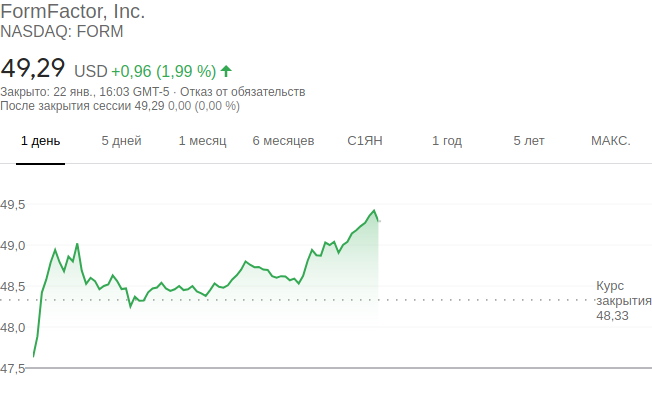 FormFactor, Inc.
NASDAQ: FORM
49,29 USD +0,96 (1,99 %)
Закрыто: 22 янв., 16:03 GMT-5 · Отказ от обязательств
После закрытия сессии 49,29 0,00 (0,00 %)
1 день 5 дней 1 месяц 6 месяцев С1ЯН 1 год 5 лет МАКС.
49,5
49,0
48,5
48,0
47,5
Курс
закрытия
48,33